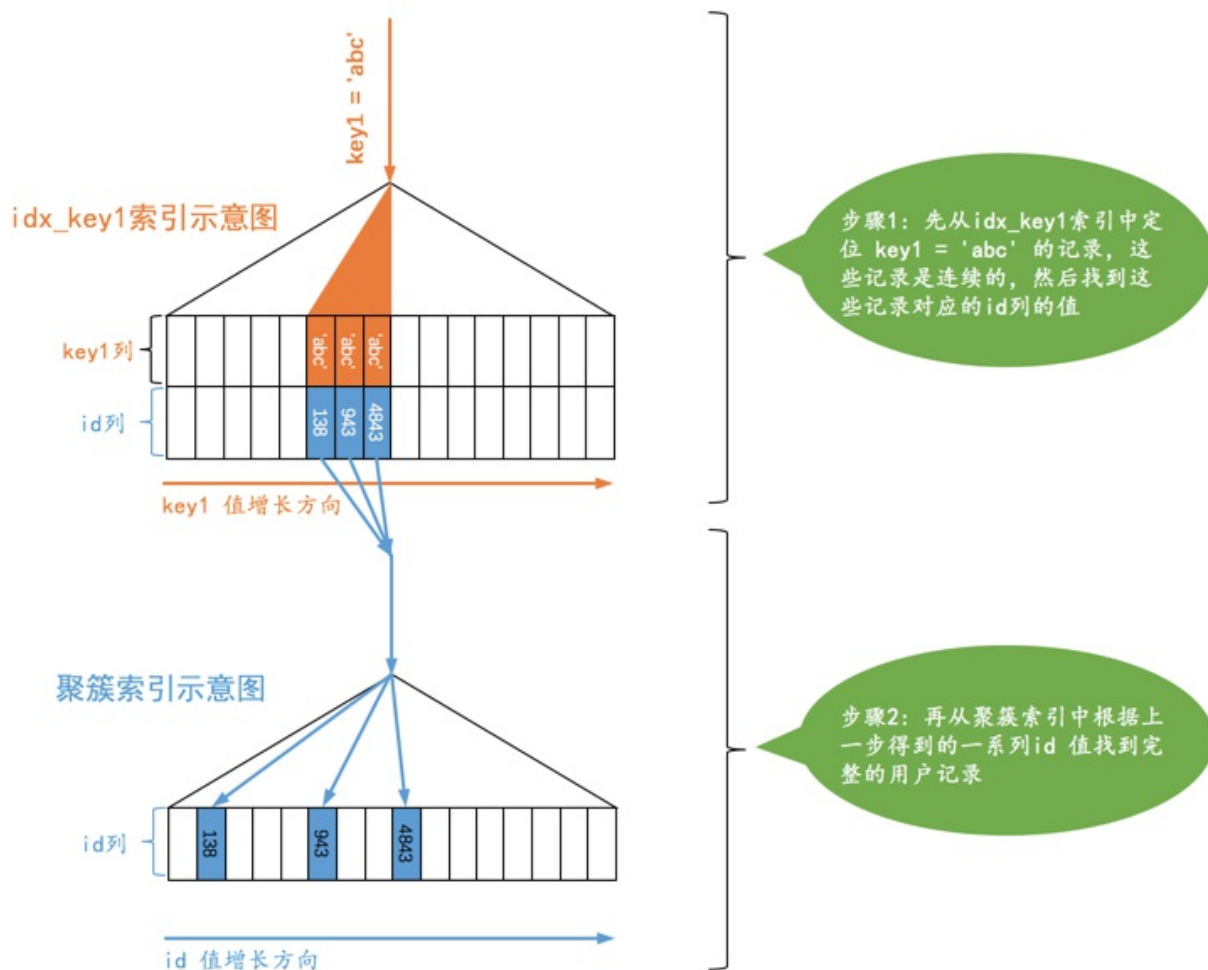 key1 = 'abc'
idx_key1索引示意图
key1列
'abc'
'abc'
'abc'
id列
138
943
4843
key1 值增长方向
步骤1：先从idx_key1索引中定
位 key1 = 'abc' 的记录，这
些记录是连续的，然后找到这
些记录对应的id列的值
聚簇索引示意图
id列
138
943
4843
id 值增长方向
步骤2：再从聚簇索引中根据上
一步得到的一系列id 值找到完
整的用户记录